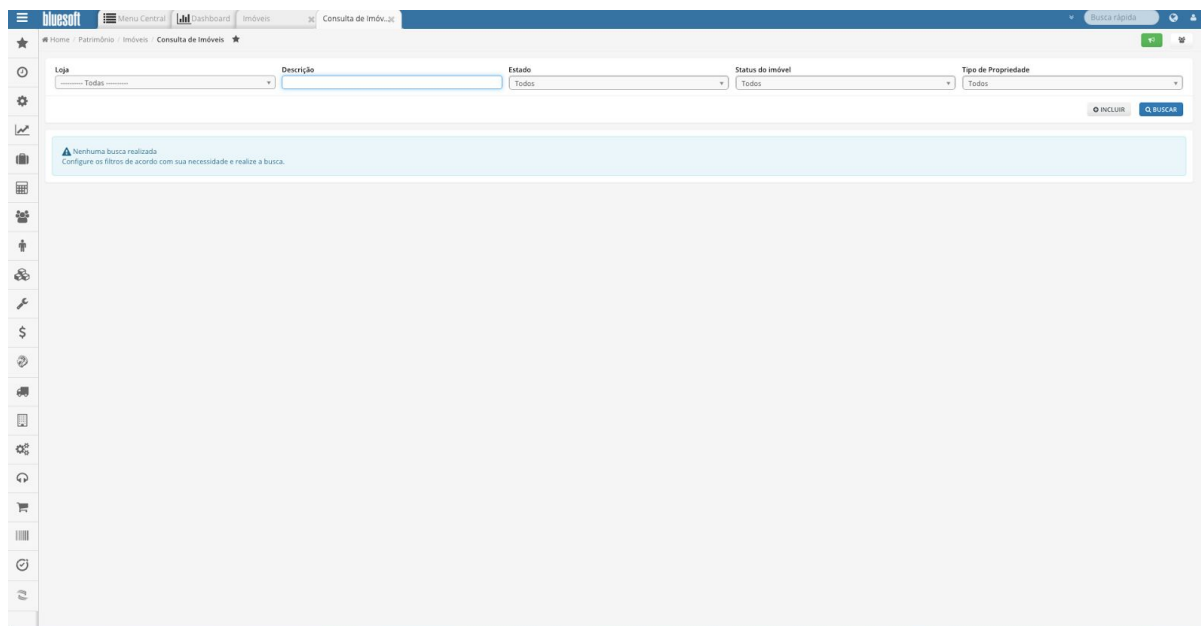 bluesoft Menu Central Dashboard Imóveis Consulta de Imóv... Busca rápida
Home / Patrimônio / Imóveis / Consulta de Imóveis
Loja Descrição Estado Status do imóvel Tipo de Propriedade
---------- Todas ---------- Todos Todos Todos
INCLUIR BUSCAR
Nenhuma busca realizada
Configure os filtros de acordo com sua necessidade e realize a busca.